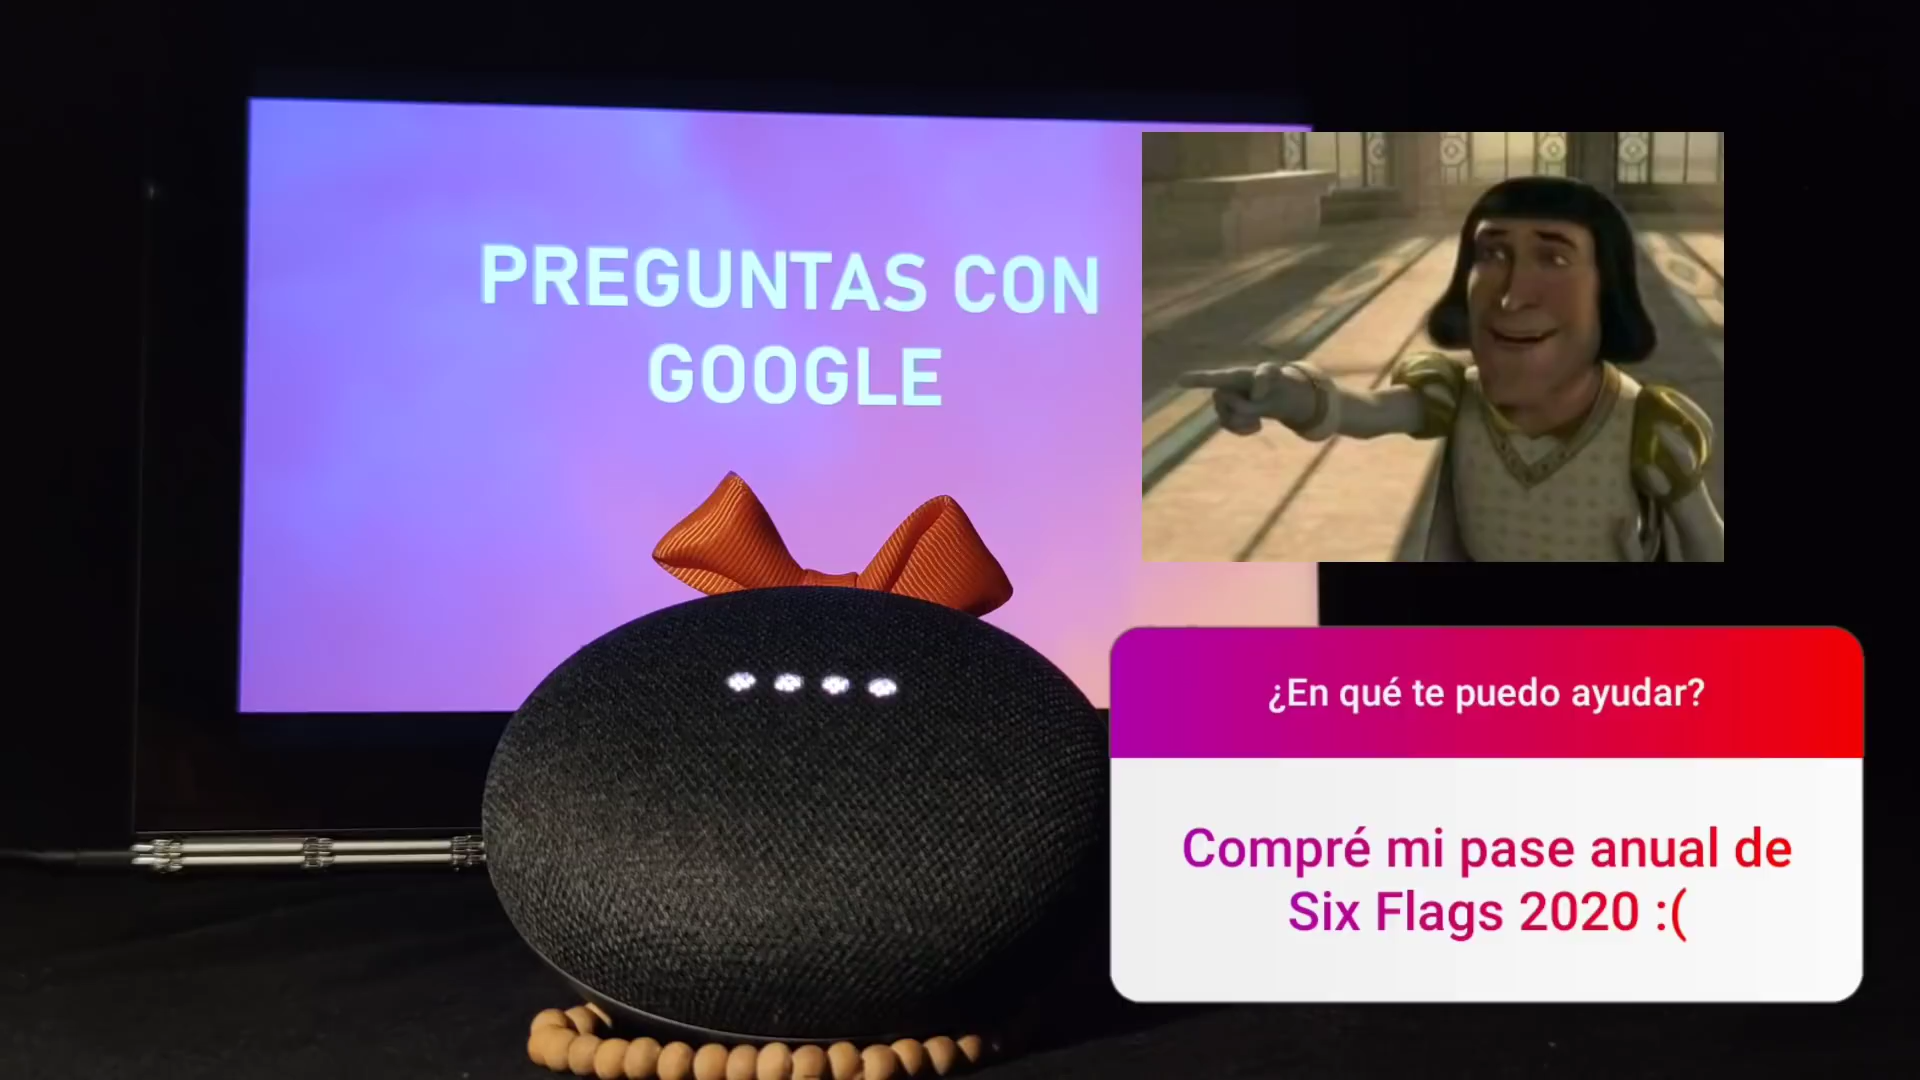 PREGUNTAS CON
GOOGLE
¿En qué te puedo ayudar?
Compré mi pase anual de
Six Flags 2020 :(